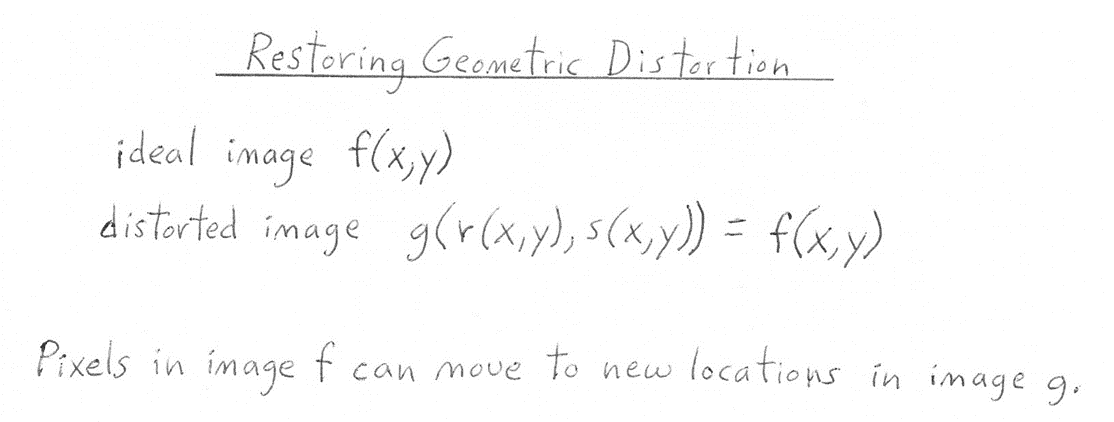 Restoring Geometric Distortion
ideal image f(x,y)
distorted image g(r(x,y), s(x,y)) = f(x,y)
Pixels in image f can move to new locations in image g.